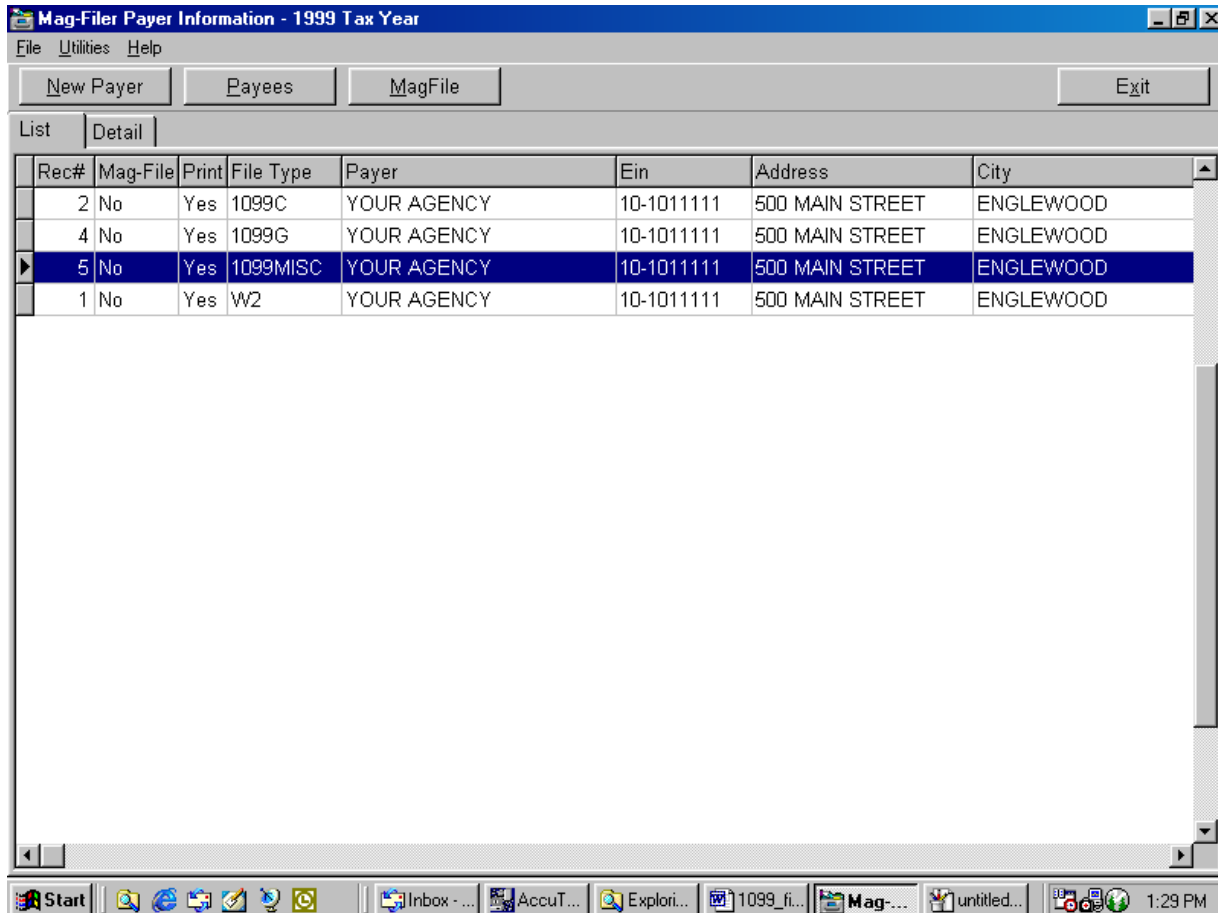 Mag-Filer Payer Information - 1999 Tax Year
File Utilities Help
New Payer Payees MagFile Exit
List Detail
Rec# Mag-File Print File Type Payer Ein Address City
2 No Yes 1099C YOUR AGENCY 10-1011111 500 MAIN STREET ENGLEWOOD
4 No Yes 1099G YOUR AGENCY 10-1011111 500 MAIN STREET ENGLEWOOD
5 No Yes 1099MISC YOUR AGENCY 10-1011111 500 MAIN STREET ENGLEWOOD
1 No Yes W2 YOUR AGENCY 10-1011111 500 MAIN STREET ENGLEWOOD
Start Inbox - ... AccuT... Explori... 1099_fi... Mag-... untitled... 1:29 PM